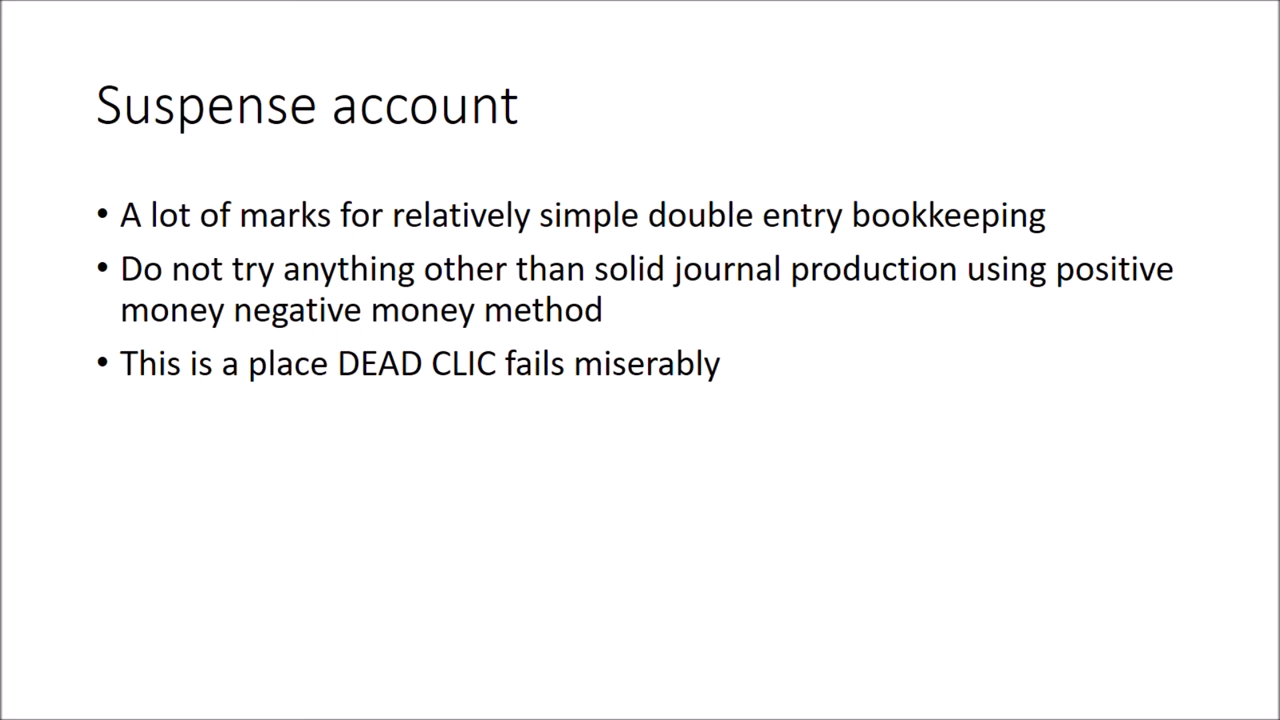 Suspense account
• A lot of marks for relatively simple double entry bookkeeping
• Do not try anything other than solid journal production using positive
money negative money method
• This is a place DEAD CLIC fails miserably